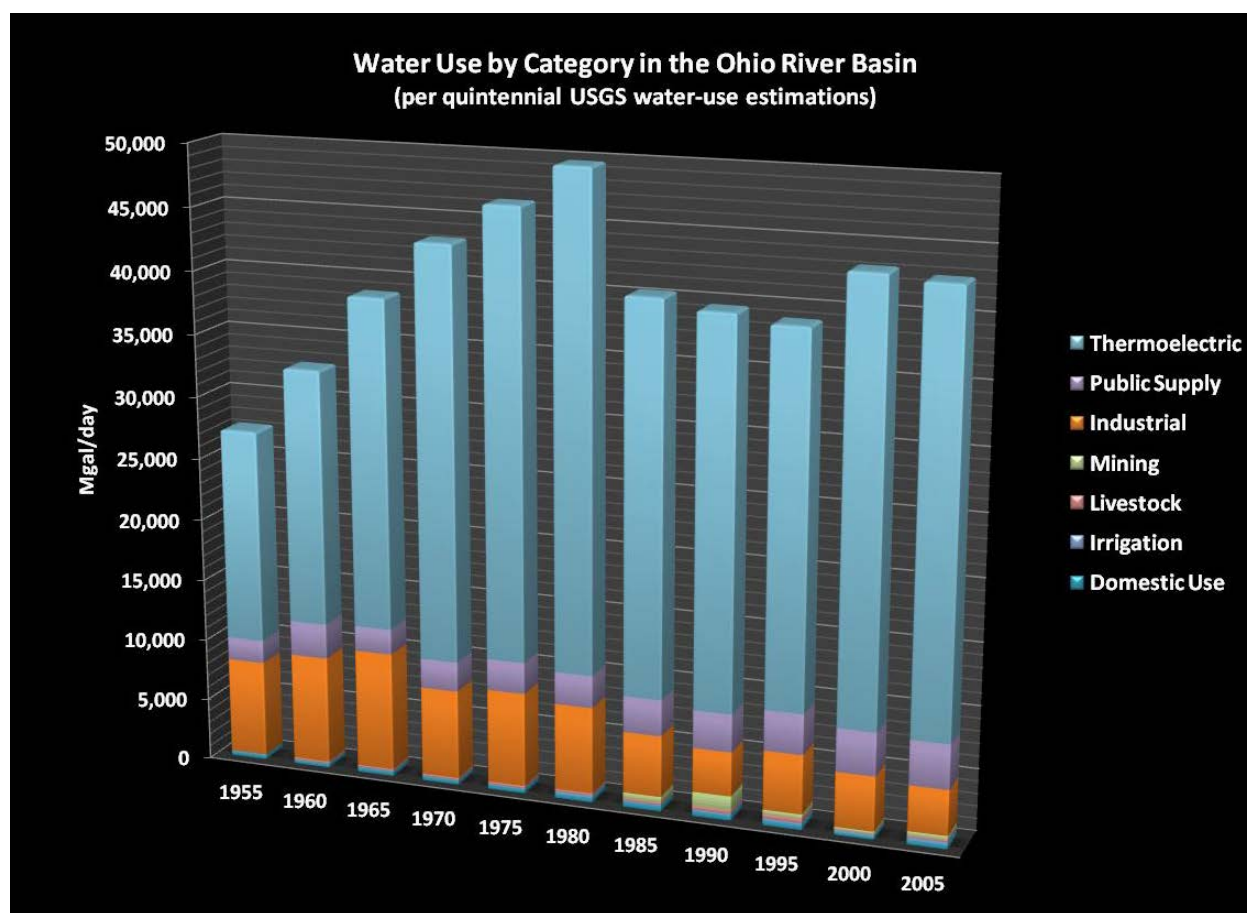 Water Use by Category in the Ohio River Basin
(per quintennial USGS water-use estimations)
50,000
45,000
40,000
35,000
30,000
25,000
20,000
15,000
10,000
5,000
0
Mgal/day
1955
1960
1965
1970
1975
1980
1985
1990
1995
2000
2005
Thermoelectric
Public Supply
Industrial
Mining
Livestock
Irrigation
Domestic Use